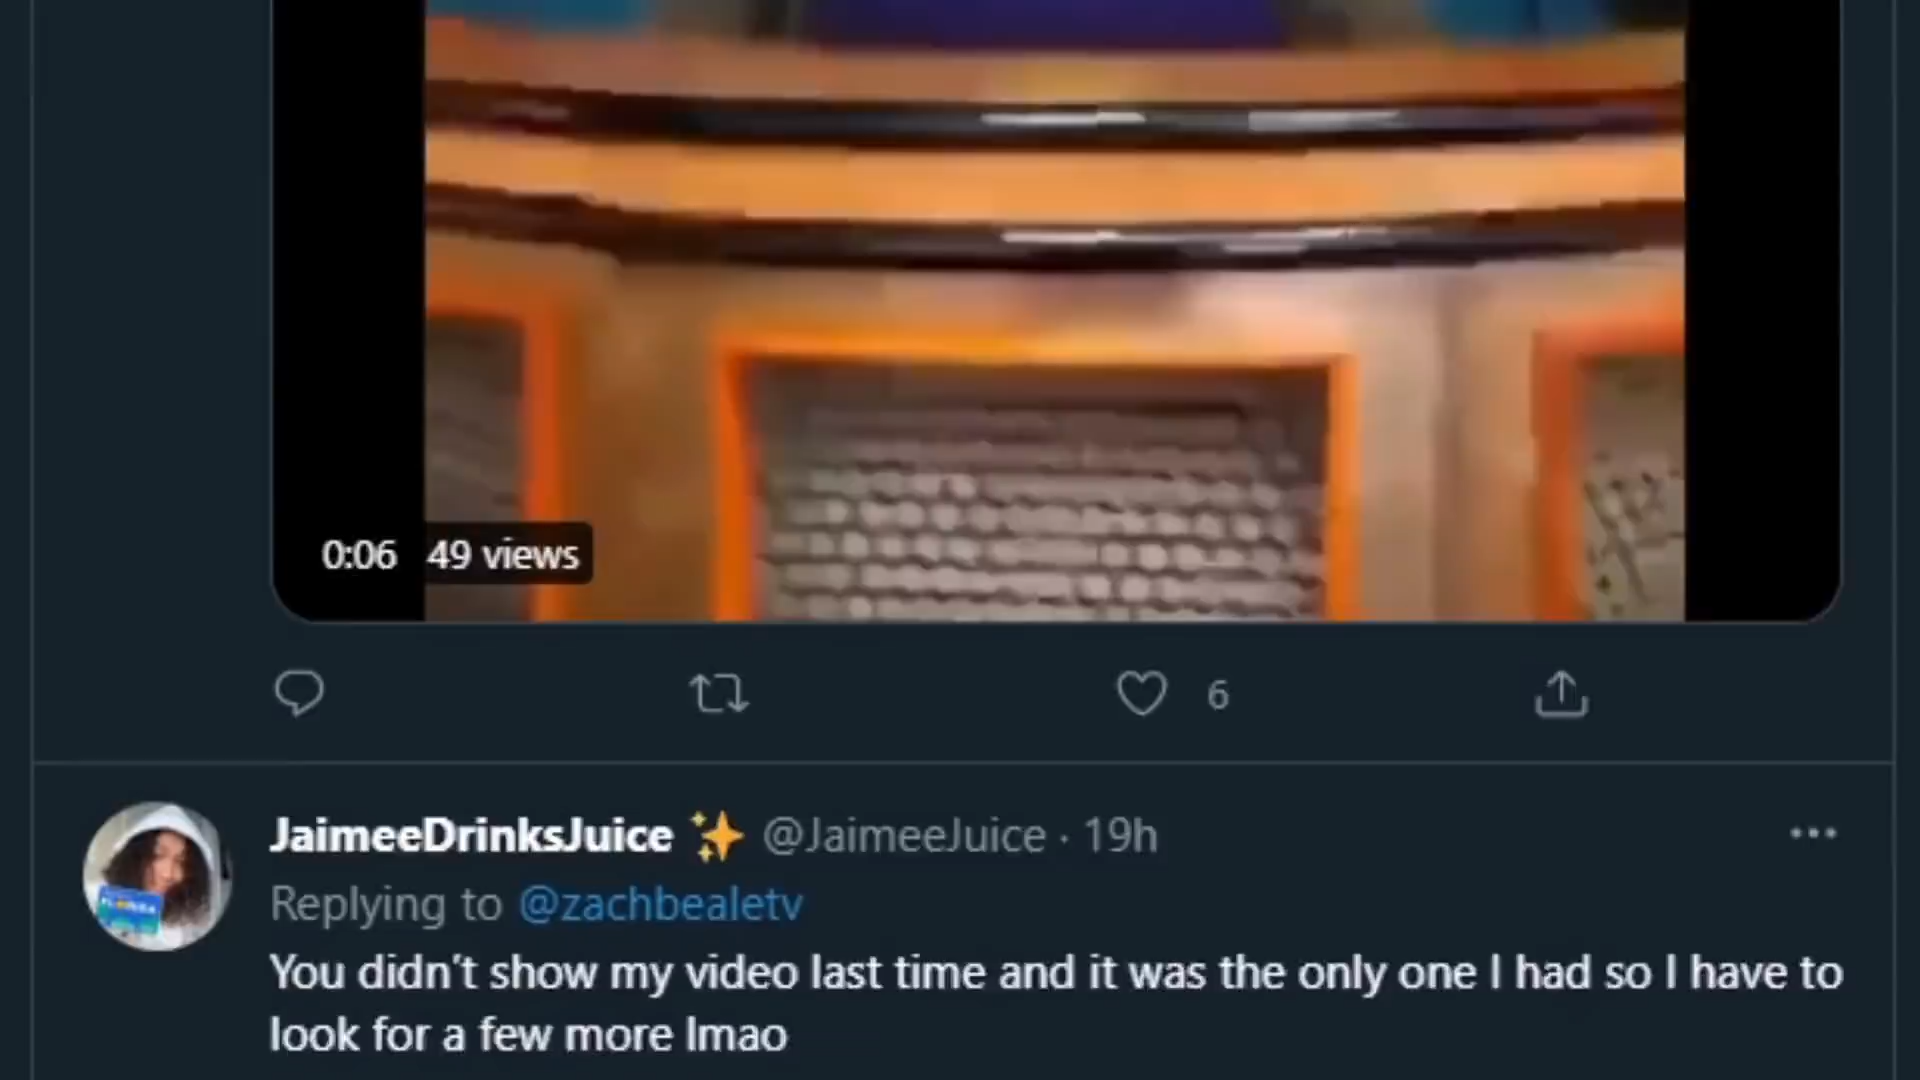 0:06 49 views
6
JaimeeDrinksJuice ✨ @JaimeeJuice · 19h
Replying to @zachbealetv
You didn't show my video last time and it was the only one I had so I have to
look for a few more lmao